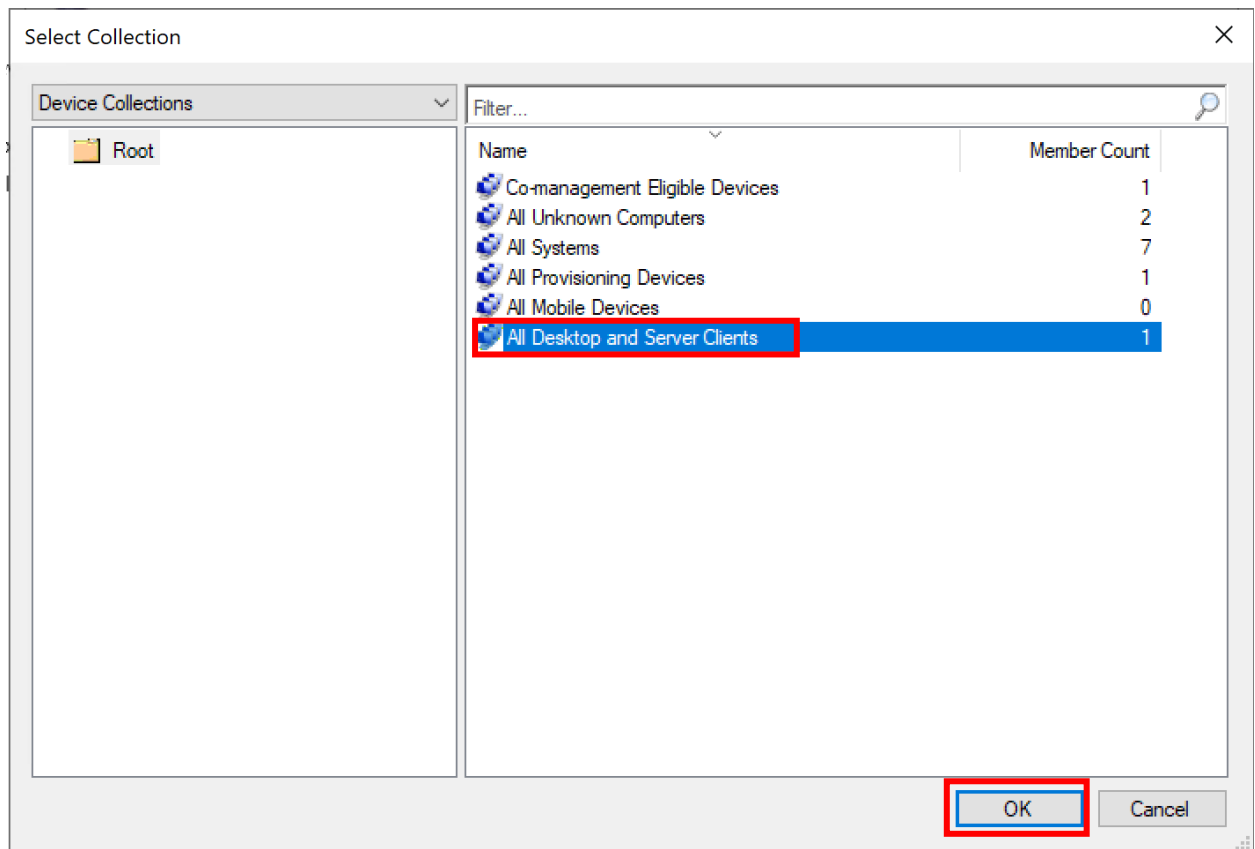 Select Collection
Device Collections
Filter...
Root
Name Member Count
Co-management Eligible Devices 1
All Unknown Computers 2
All Systems 7
All Provisioning Devices 1
All Mobile Devices 0
All Desktop and Server Clients 1
OK Cancel